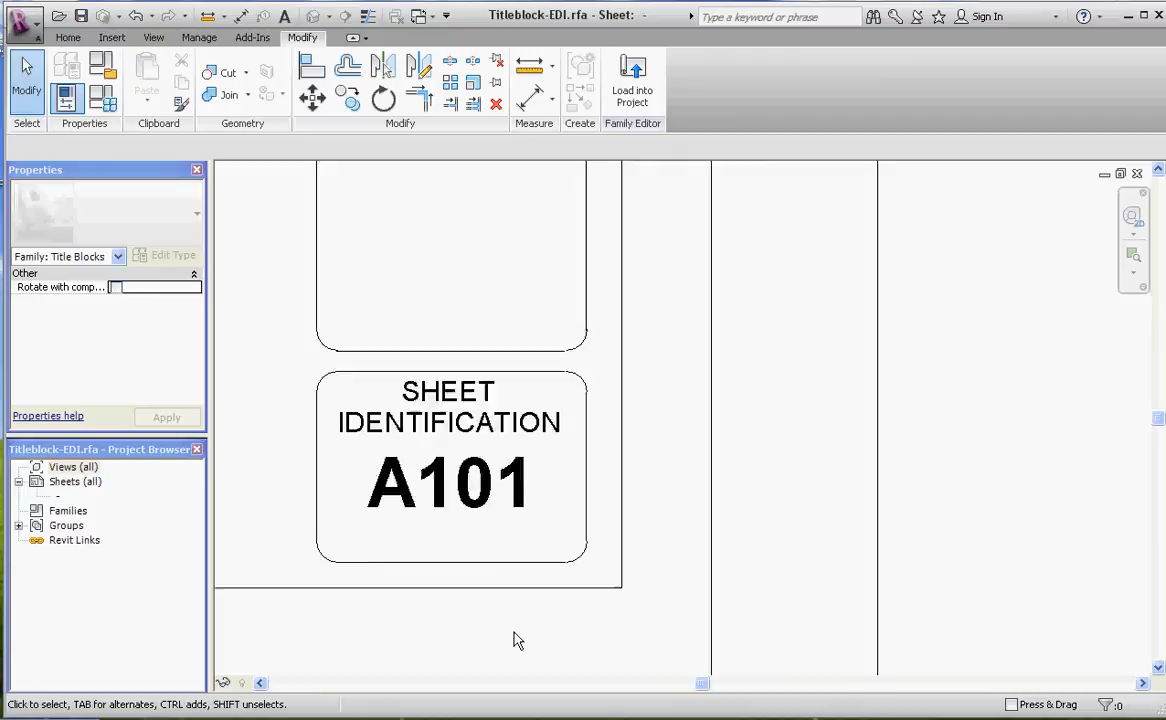 Titleblock-EDI.rfa - Sheet: -
Type a keyword or phrase
Sign In
Home Insert View Manage Add-Ins Modify
Modify
Paste
Cut
Join
Load into
Project
Select Properties Clipboard Geometry Modify Measure Create Family Editor
Properties
Family: Title Blocks
Edit Type
Other
Rotate with comp...
Properties help
Apply
Titleblock-EDI.rfa - Project Browser
Views (all)
Sheets (all)
-
Families
Groups
Revit Links
SHEET
IDENTIFICATION
A101
2D
Click to select, TAB for alternates, CTRL adds, SHIFT unselects.
Press & Drag
:0